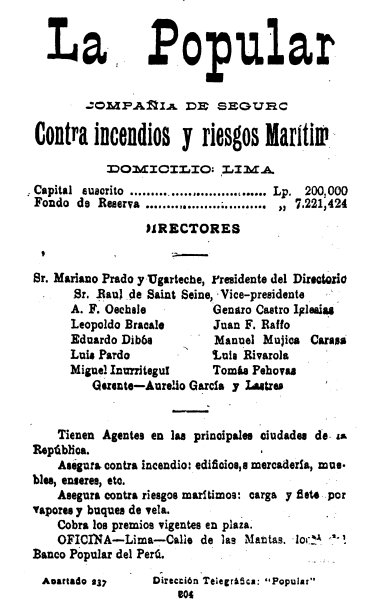 La Popular
COMPAÑIA DE SEGURO
Contra incendios y riesgos Marítim
DOMICILIO: LIMA
Capital suscrito .................................. Lp. 200,000
Fondo de Reserva .............................. „ 7.221,424
DIRECTORES
Sr. Mariano Prado y Ugarteche, Presidente del Directorio
Sr. Raul de Saint Seine, Vice-presidente
A. F. Oechsle Genaro Castro Iglesias
Leopoldo Bracale Juan F. Raffo
Eduardo Dibós Manuel Mujica Carasa
Luis Pardo Luis Rivarola
Miguel Inurritegui Tomás Pehovas
Gerente—Aurelio García y Lastres
Tienen Agentes en las principales ciudades de la
República.
Asegura contra incendio: edificios,s mercadería, mue-
bles, enseres, etc.
Asegura contra riesgos marítimos: carga y flete por
vapores y buques de vela.
Cobra los premios vigentes en plaza.
OFICINA—Lima—Calle de las Mantas.
Banco Popular del Perú.
Apartado 237 Dirección Telegráfica: "Popular"
804